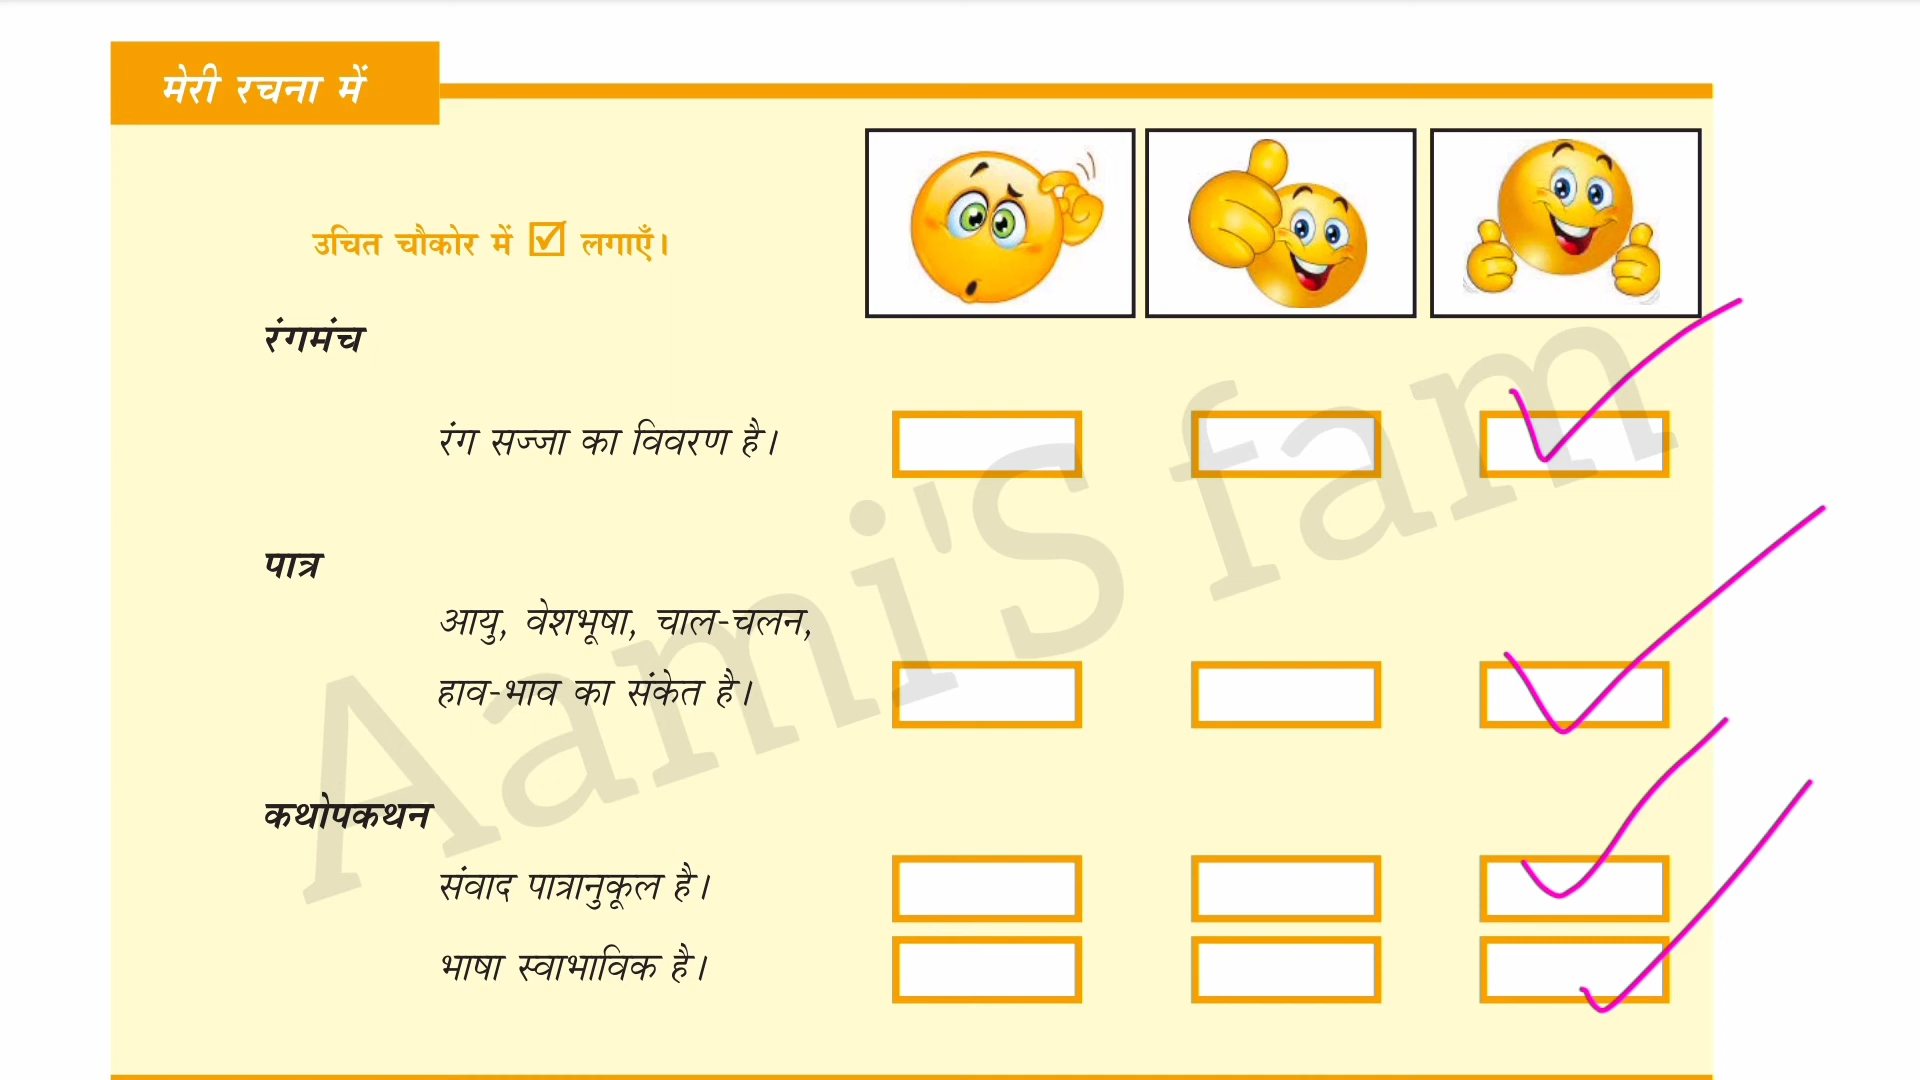 मेरी रचना में
उचित चौकोर में ☑ लगाएँ।
रंगमंच
रंग सज्जा का विवरण है।
पात्र
आयु, वेशभूषा, चाल-चलन,
हाव-भाव का संकेत है।
कथोपकथन
संवाद पात्रानुकूल है।
भाषा स्वाभाविक है।
Aami'S fam